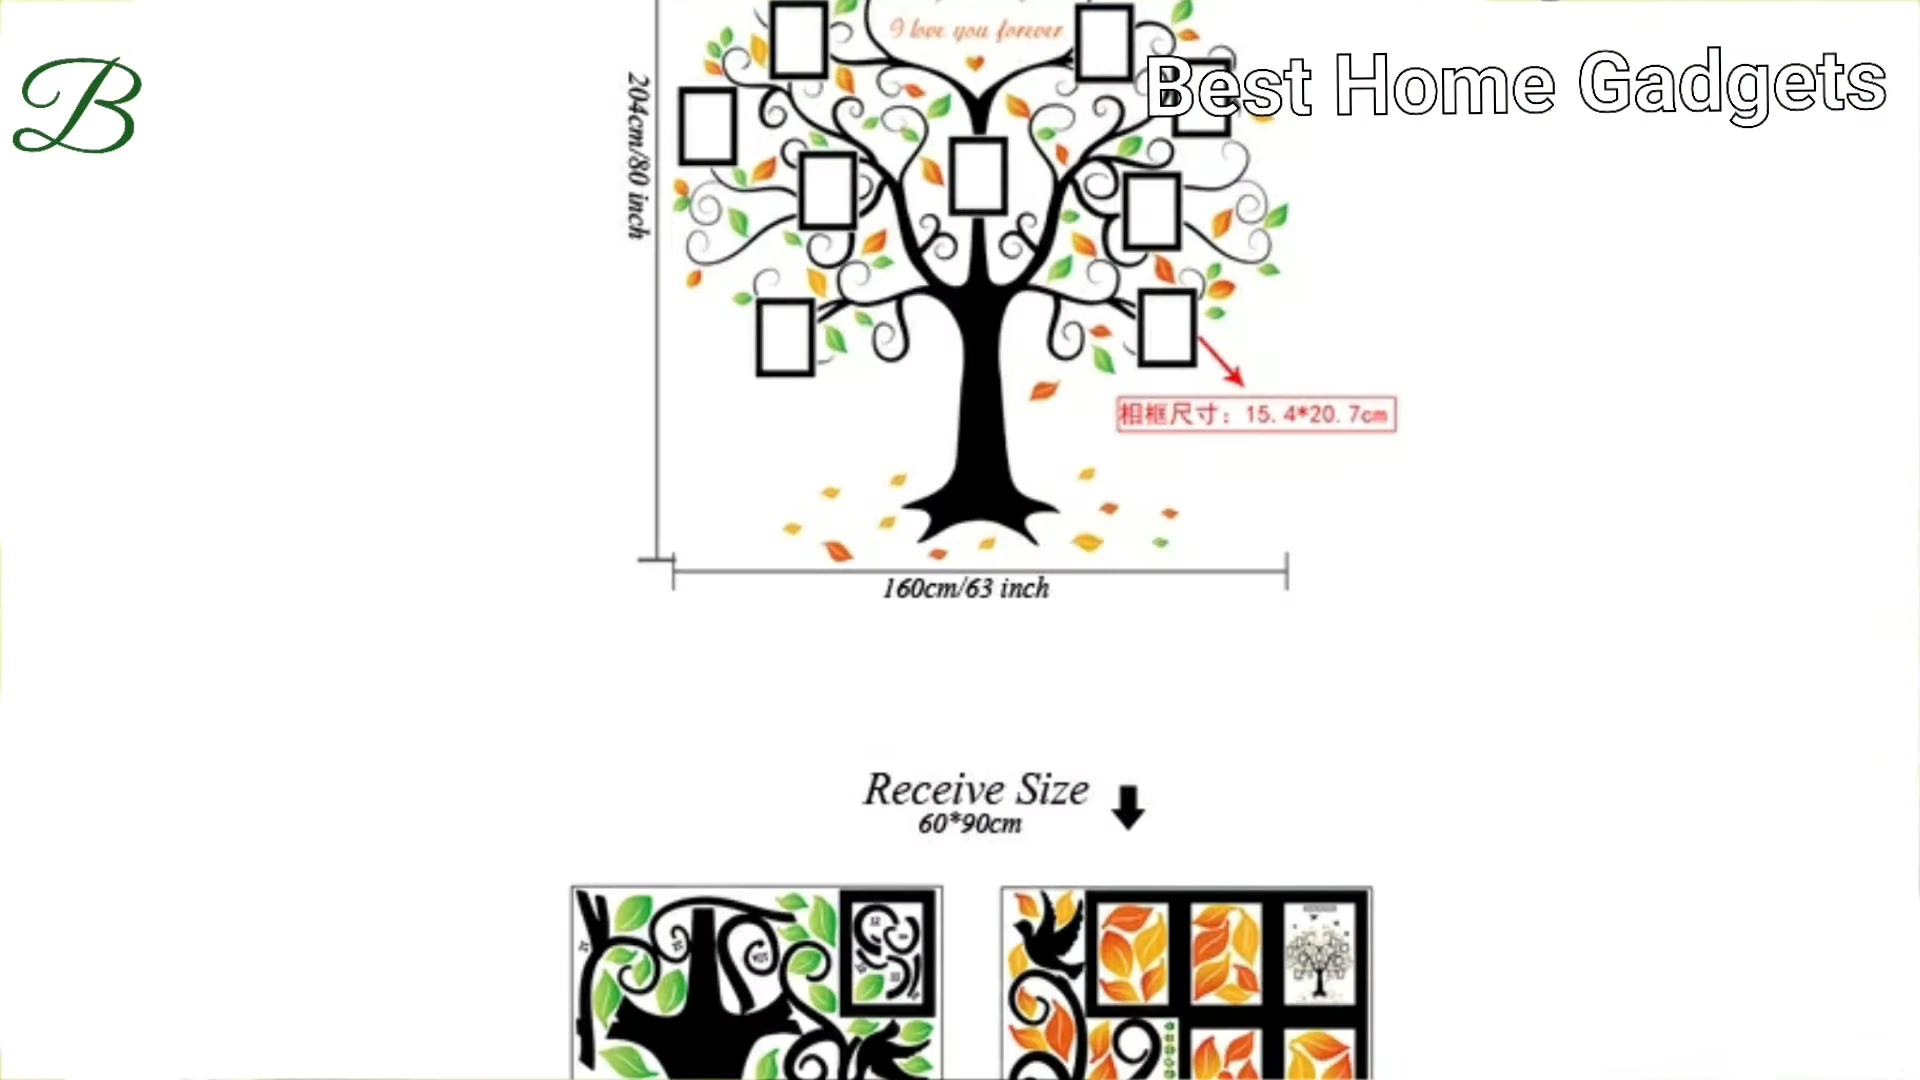 B
I love you forever
Best Home Gadgets
204cm/80 inch
相框尺寸：15.4*20.7cm
160cm/63 inch
Receive Size
60*90cm